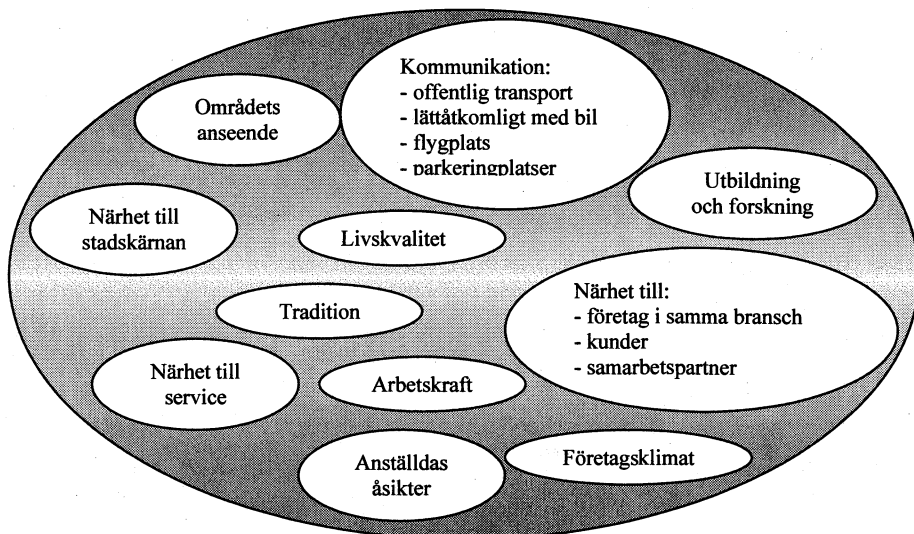 Kommunikation:
- offentlig transport
- lättåtkomligt med bil
- flygplats
- parkeringplatser
Områdets
anseende
Utbildning
och forskning
Närhet till
stadskärnan
Livskvalitet
Närhet till:
- företag i samma bransch
- kunder
- samarbetspartner
Tradition
Närhet till
service
Arbetskraft
Anställdas
åsikter
Företagsklimat